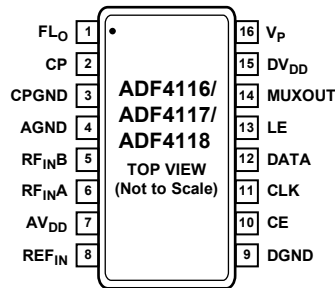 FLO 1
CP 2
CPGND 3
AGND 4
RFINB 5
RFINA 6
AVDD 7
REFIN 8
ADF4116/
ADF4117/
ADF4118
TOP VIEW
(Not to Scale)
16 VP
15 DVDD
14 MUXOUT
13 LE
12 DATA
11 CLK
10 CE
9 DGND